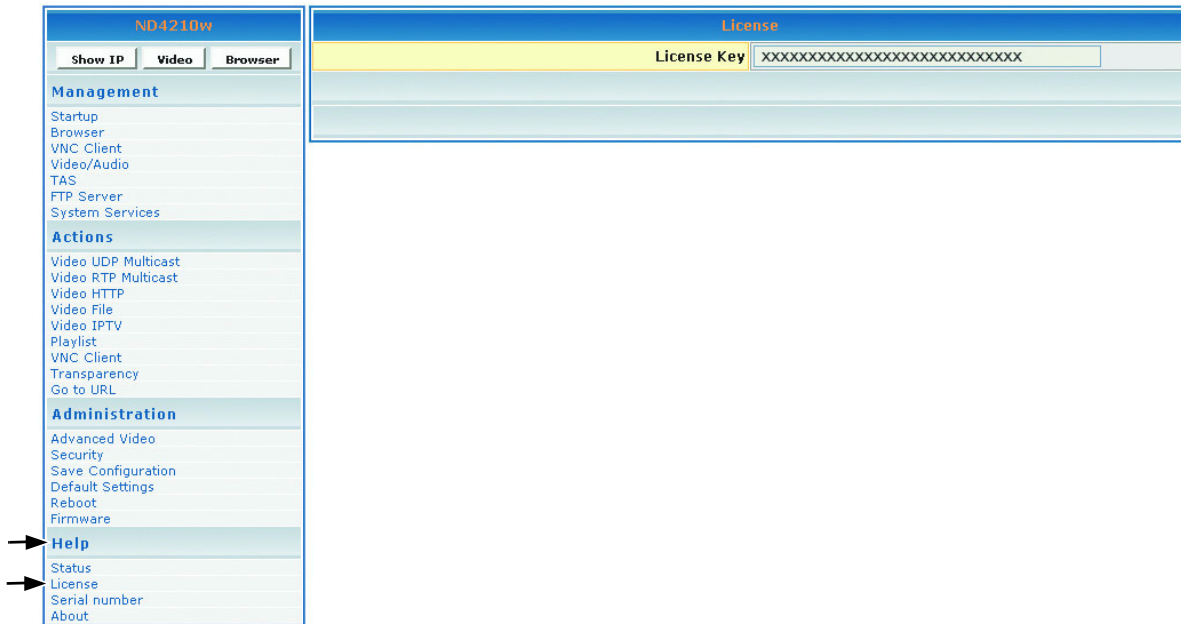 ND4210w
Show IP Video Browser
Management
Startup
Browser
VNC Client
Video/Audio
TAS
FTP Server
System Services
Actions
Video UDP Multicast
Video RTP Multicast
Video HTTP
Video File
Video IPTV
Playlist
VNC Client
Transparency
Go to URL
Administration
Advanced Video
Security
Save Configuration
Default Settings
Reboot
Firmware
Help
Status
License
Serial number
About
License
License Key XXXXXXXXXXXXXXXXXXXXXXXXXXXX